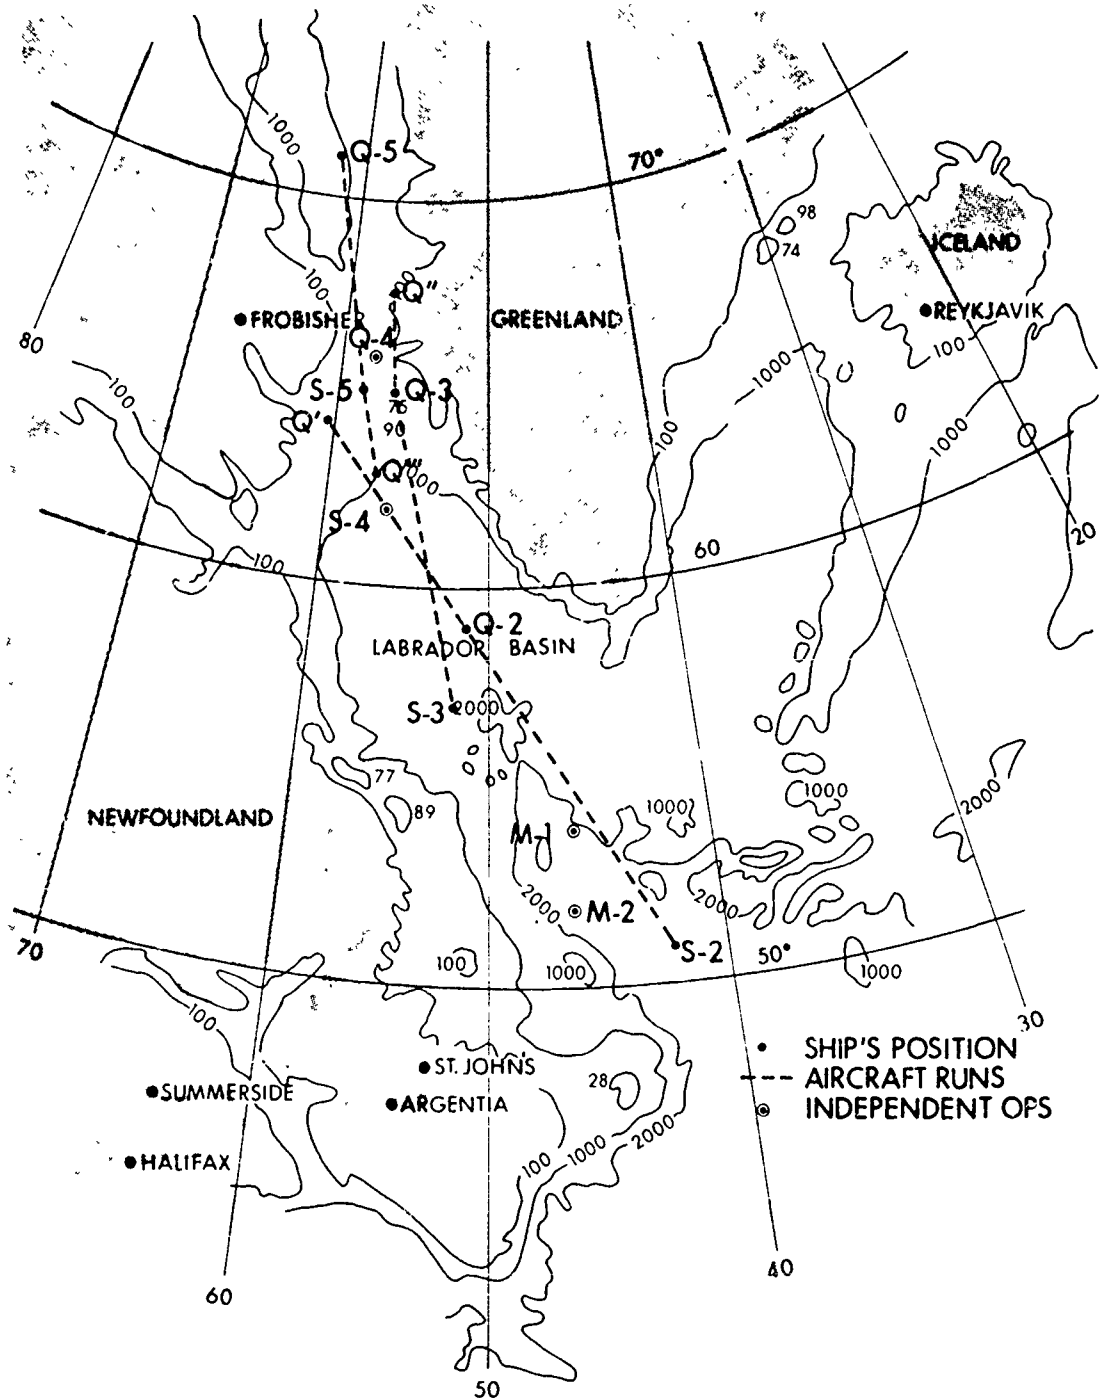 1000
Q-5
70°
98
74
ICELAND
100
Q"
FROBISHER
GREENLAND
REYKJAVIK
80
Q-4
100
1000
100
S-5
Q-3
76
Q'
90
100
1000
Q'"
1000
S-4
20
60
100
Q-2
LABRADOR BASIN
S-3
2000
77
1000
1000
2000
89
NEWFOUNDLAND
M-1
2000
2000
M-2
70
S-2
50°
100
1000
1000
100
30
SHIP'S POSITION
ST. JOHN'S
AIRCRAFT RUNS
28
SUMMERSIDE
ARGENTIA
INDEPENDENT OPS
2000
1000
100
HALIFAX
40
60
50